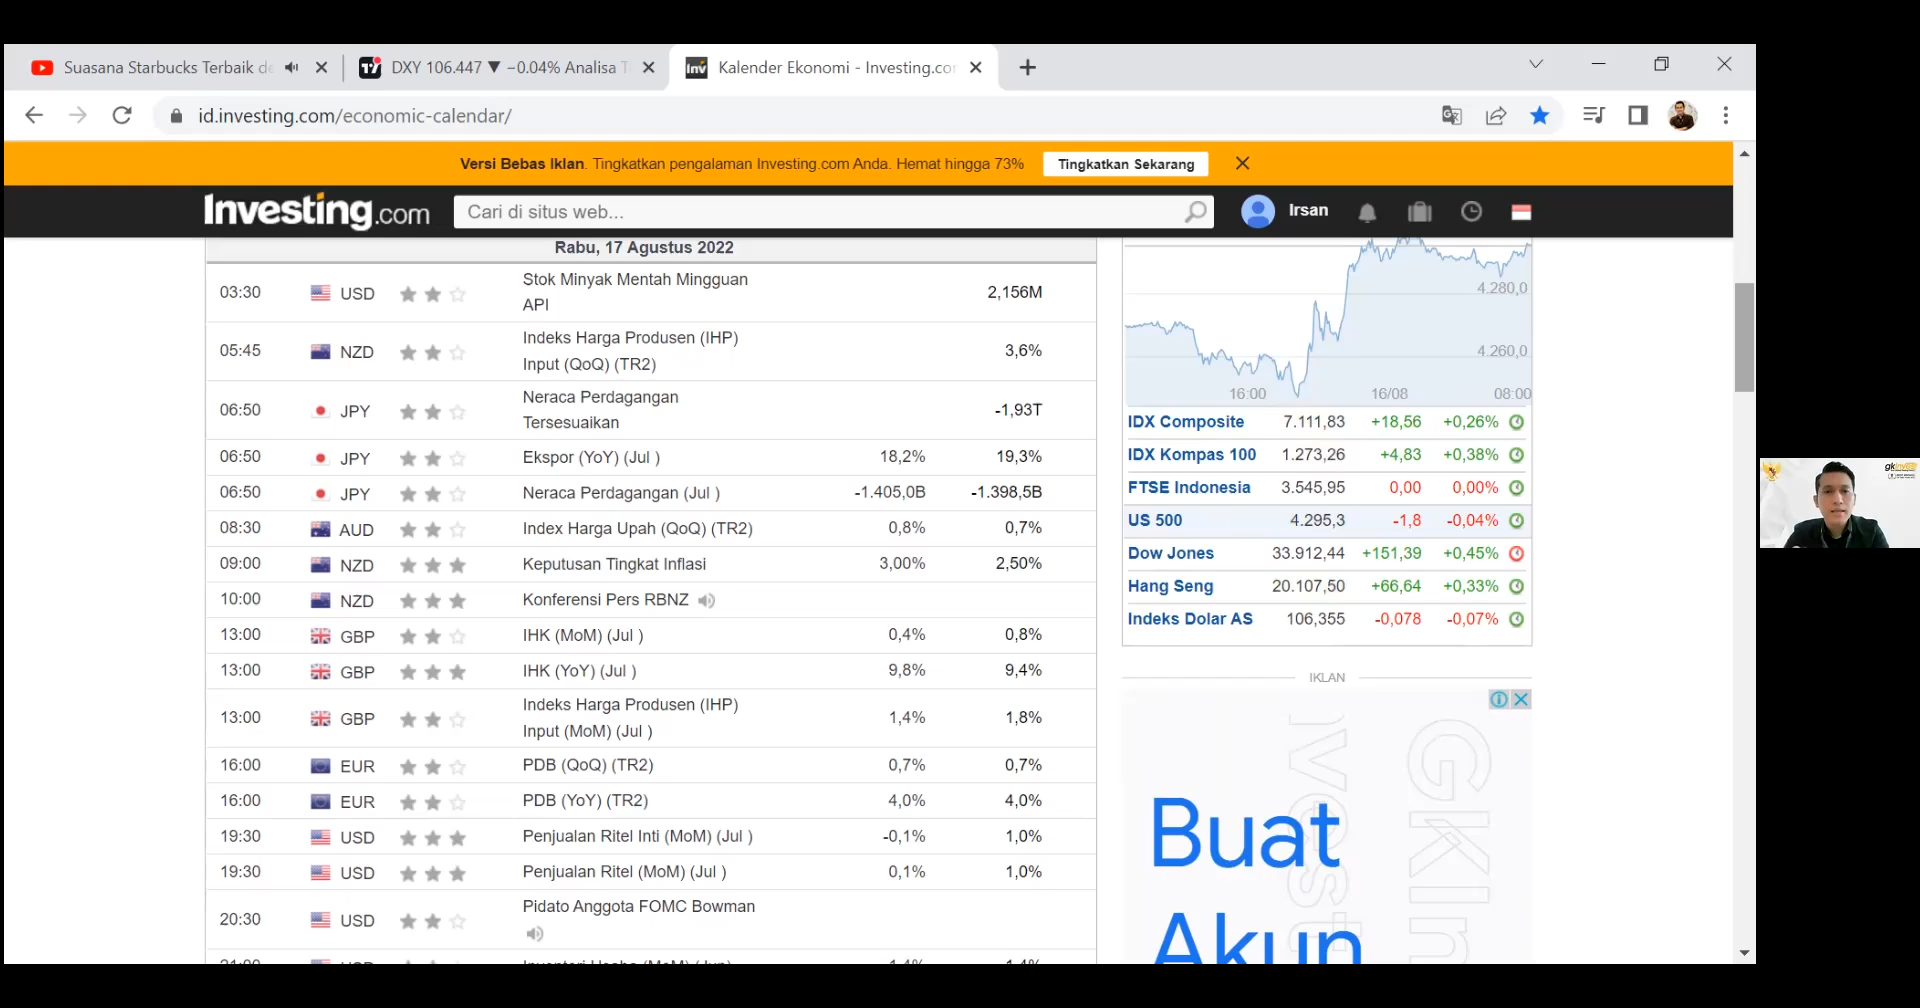 Suasana Starbucks Terbaik de
DXY 106.447 ▼ −0.04% Analisa T
Kalender Ekonomi - Investing.co
id.investing.com/economic-calendar/
Versi Bebas Iklan. Tingkatkan pengalaman Investing.com Anda. Hemat hingga 73% Tingkatkan Sekarang
Investing.com Cari di situs web... Irsan
Rabu, 17 Agustus 2022
03:30 USD Stok Minyak Mentah Mingguan API 2,156M
05:45 NZD Indeks Harga Produsen (IHP) Input (QoQ) (TR2) 3,6%
06:50 JPY Neraca Perdagangan Tersesuaikan -1,93T
06:50 JPY Ekspor (YoY) (Jul ) 18,2% 19,3%
06:50 JPY Neraca Perdagangan (Jul ) -1.405,0B -1.398,5B
08:30 AUD Index Harga Upah (QoQ) (TR2) 0,8% 0,7%
09:00 NZD Keputusan Tingkat Inflasi 3,00% 2,50%
10:00 NZD Konferensi Pers RBNZ
13:00 GBP IHK (MoM) (Jul ) 0,4% 0,8%
13:00 GBP IHK (YoY) (Jul ) 9,8% 9,4%
13:00 GBP Indeks Harga Produsen (IHP) Input (MoM) (Jul ) 1,4% 1,8%
16:00 EUR PDB (QoQ) (TR2) 0,7% 0,7%
16:00 EUR PDB (YoY) (TR2) 4,0% 4,0%
19:30 USD Penjualan Ritel Inti (MoM) (Jul ) -0,1% 1,0%
19:30 USD Penjualan Ritel (MoM) (Jul ) 0,1% 1,0%
20:30 USD Pidato Anggota FOMC Bowman
4.280,0
4.260,0
16:00 16/08 08:00
IDX Composite 7.111,83 +18,56 +0,26%
IDX Kompas 100 1.273,26 +4,83 +0,38%
FTSE Indonesia 3.545,95 0,00 0,00%
US 500 4.295,3 -1,8 -0,04%
Dow Jones 33.912,44 +151,39 +0,45%
Hang Seng 20.107,50 +66,64 +0,33%
Indeks Dolar AS 106,355 -0,078 -0,07%
IKLAN
Buat
Akun